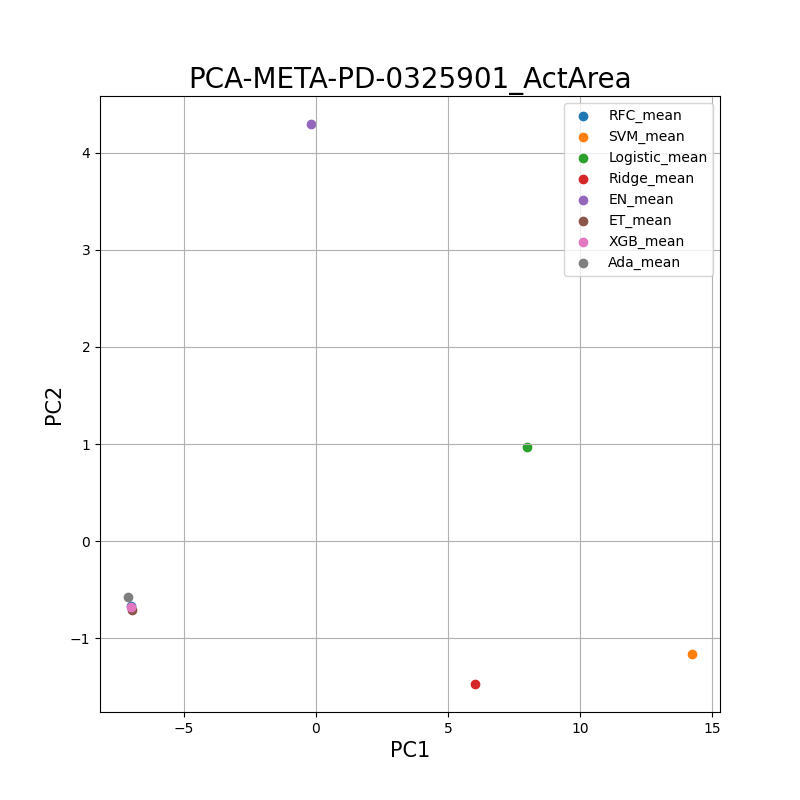 PCA-META-PD-0325901_ActArea
RFC_mean
SVM_mean
Logistic_mean
Ridge_mean
EN_mean
ET_mean
XGB_mean
Ada_mean
4
3
2
1
0
−1
PC2
−5 0 5 10 15
PC1